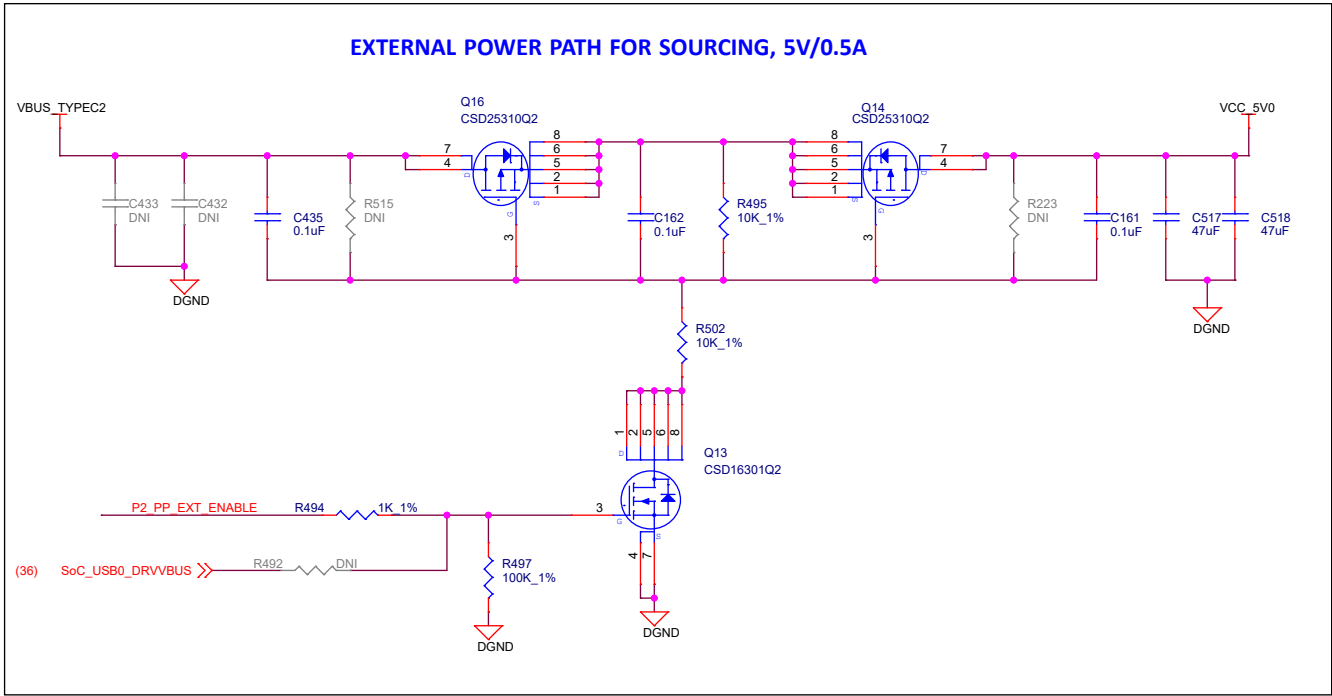 EXTERNAL POWER PATH FOR SOURCING, 5V/0.5A
VBUS_TYPEC2
Q16
CSD25310Q2
Q14
CSD25310Q2
VCC_5V0
7
4
D
8
6
5
2
1
S
G
3
8
6
5
2
1
S
G
3
7
4
D
C433
DNI
C432
DNI
C435
0.1uF
R515
DNI
C162
0.1uF
R495
10K_1%
R223
DNI
C161
0.1uF
C517
47uF
C518
47uF
DGND
DGND
R502
10K_1%
1
2
5
6
8
D
Q13
CSD16301Q2
P2_PP_EXT_ENABLE
R494
1K_1%
3
G
S
4
7
(36)
SoC_USB0_DRVVBUS
R492
DNI
R497
100K_1%
DGND
DGND